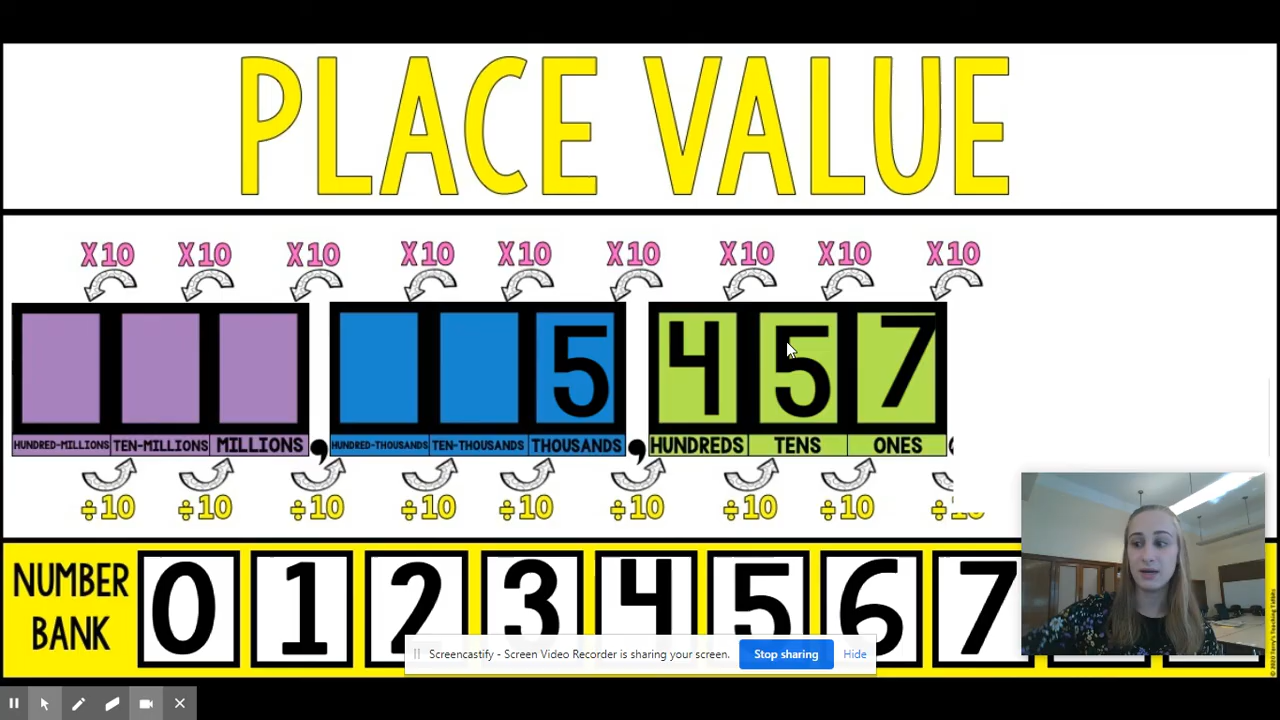 PLACE VALUE
X10 X10 X10 X10 X10 X10 X10 X10 X10
5 , 4 5 7
HUNDRED-MILLIONS TEN-MILLIONS MILLIONS , HUNDRED-THOUSANDS TEN-THOUSANDS THOUSANDS , HUNDREDS TENS ONES
÷10 ÷10 ÷10 ÷10 ÷10 ÷10 ÷10 ÷10 ÷10
NUMBER
BANK
0 1 2 3 4 5 6 7
Screencastify - Screen Video Recorder is sharing your screen. Stop sharing Hide